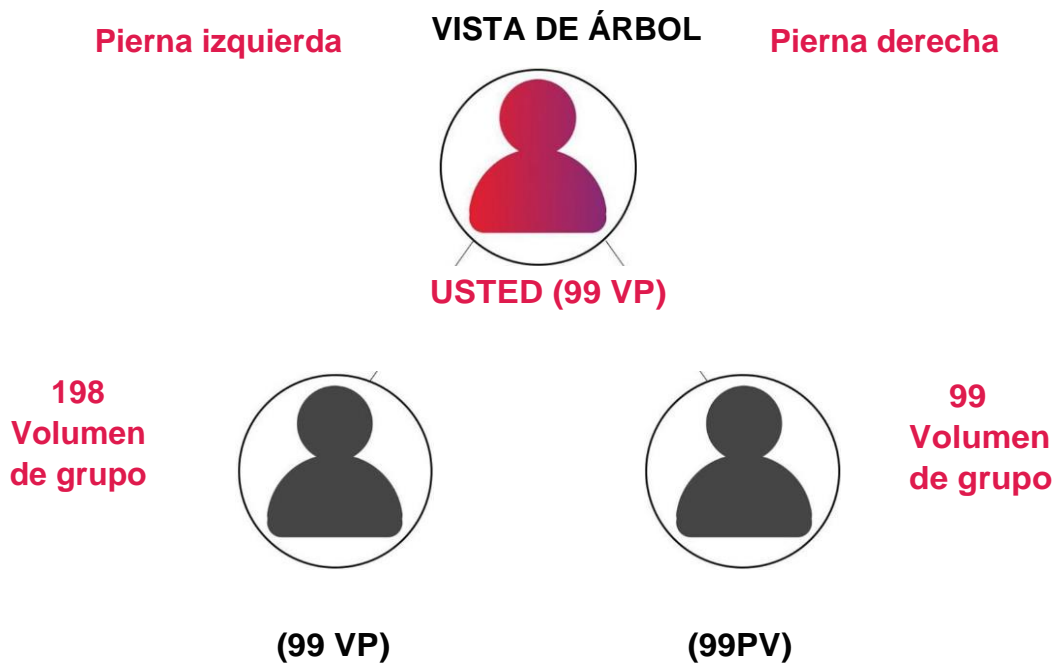 VISTA DE ÁRBOL
Pierna izquierda
Pierna derecha
USTED (99 VP)
198
Volumen
de grupo
99
Volumen
de grupo
(99 VP)
(99PV)